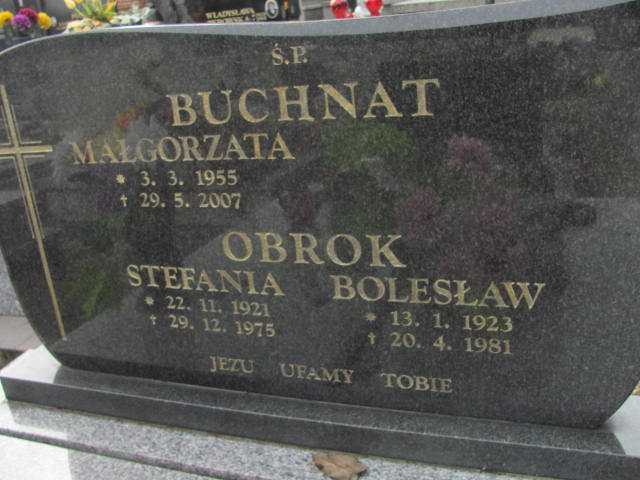 WŁADYSŁAWA
Ś.P.
BUCHNAT
MAŁGORZATA
* 3. 3. 1955
† 29. 5. 2007
OBROK
STEFANIA BOLESŁAW
* 22. 11. 1921 * 13. 1. 1923
† 29. 12. 1975 † 20. 4. 1981
JEZU UFAMY TOBIE